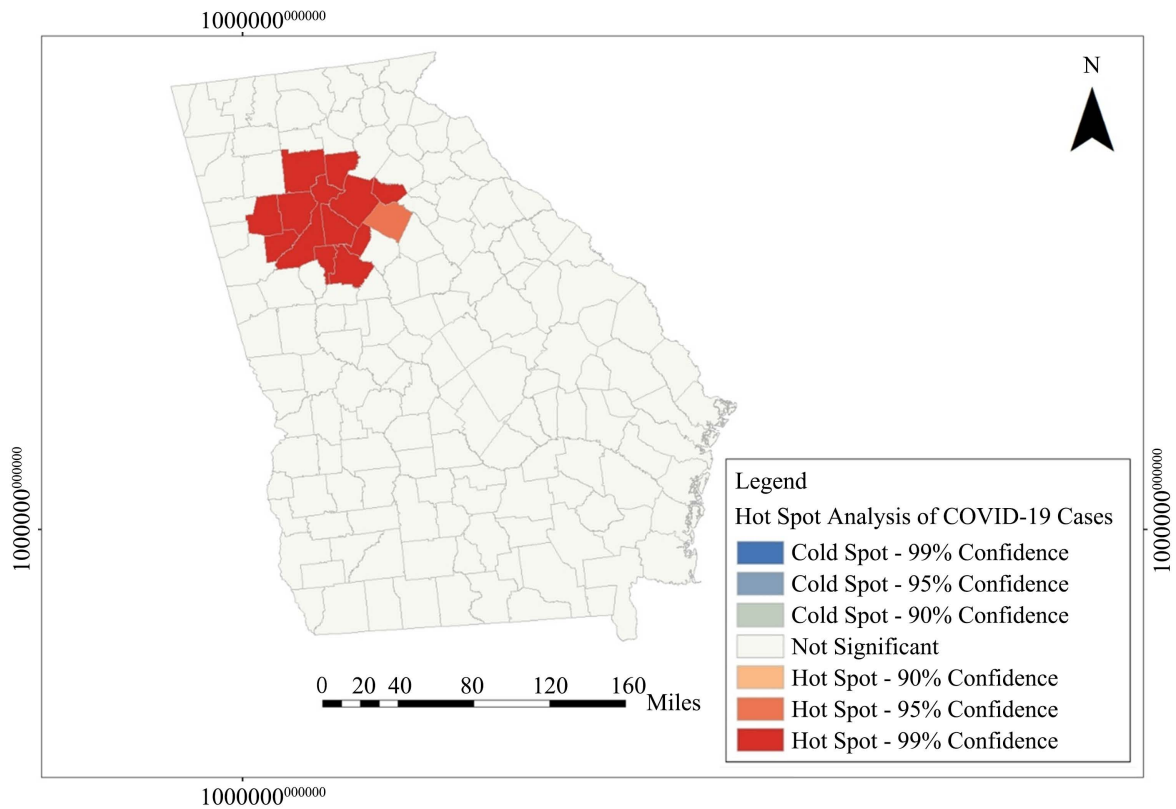 1000000⁰⁰⁰⁰⁰⁰
N
1000000⁰⁰⁰⁰⁰⁰
1000000⁰⁰⁰⁰⁰⁰
Legend
Hot Spot Analysis of COVID-19 Cases
Cold Spot - 99% Confidence
Cold Spot - 95% Confidence
Cold Spot - 90% Confidence
Not Significant
Hot Spot - 90% Confidence
Hot Spot - 95% Confidence
Hot Spot - 99% Confidence
0 20 40 80 120 160 Miles
1000000⁰⁰⁰⁰⁰⁰